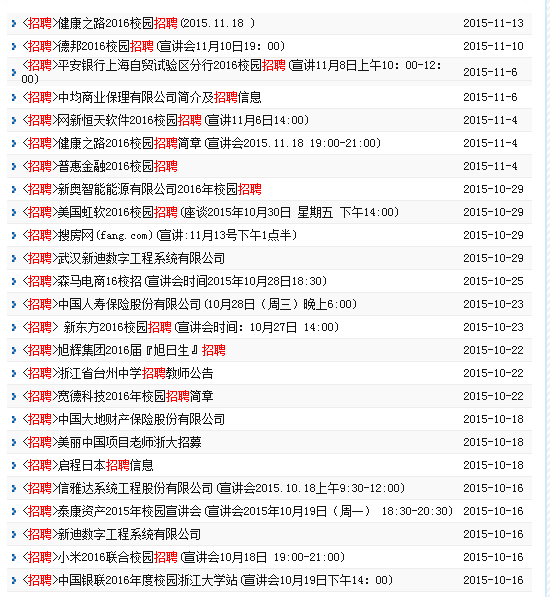 <招聘>健康之路2016校园招聘(2015.11.18 ) 2015-11-13
<招聘>德邦2016校园招聘(宣讲会11月10日19：00) 2015-11-10
<招聘>平安银行上海自贸试验区分行2016校园招聘(宣讲11月8日上午10：00-12：
00) 2015-11-6
<招聘>中均商业保理有限公司简介及招聘信息 2015-11-6
<招聘>网新恒天软件2016校园招聘(宣讲11月6日14:00) 2015-11-4
<招聘>健康之路2016校园招聘简章(宣讲会2015.11.18 19:00-21:00) 2015-11-4
<招聘>普惠金融2016校园招聘 2015-11-4
<招聘>新奥智能能源有限公司2016年校园招聘 2015-10-29
<招聘>美国虹软2016校园招聘(座谈2015年10月30日 星期五 下午14:00) 2015-10-29
<招聘>搜房网(fang.com)(宣讲:11月13号下午1点半) 2015-10-29
<招聘>武汉新迪数字工程系统有限公司 2015-10-29
<招聘>森马电商16校招(宣讲会时间2015年10月28日18:30) 2015-10-25
<招聘>中国人寿保险股份有限公司(10月28日（周三）晚上6:00) 2015-10-23
<招聘> 新东方2016校园招聘(宣讲会时间：10月27日 14:00) 2015-10-23
<招聘>旭辉集团2016届『旭日生』招聘 2015-10-22
<招聘>浙江省台州中学招聘教师公告 2015-10-22
<招聘>宽德科技2016年校园招聘简章 2015-10-22
<招聘>中国大地财产保险股份有限公司 2015-10-18
<招聘>美丽中国项目老师浙大招募 2015-10-18
<招聘>启程日本招聘信息 2015-10-18
<招聘>信雅达系统工程股份有限公司(宣讲会2015.10.18上午9:30-12:00) 2015-10-16
<招聘>泰康资产2015年校园宣讲会(宣讲会2015年10月19日（周一） 18:30-20:30) 2015-10-16
<招聘>新迪数字工程系统有限公司 2015-10-16
<招聘>小米2016联合校园招聘(宣讲会10月18日 19:00-21:00) 2015-10-16
<招聘>中国银联2016年度校园浙江大学站(宣讲会10月19日下午14：00) 2015-10-16